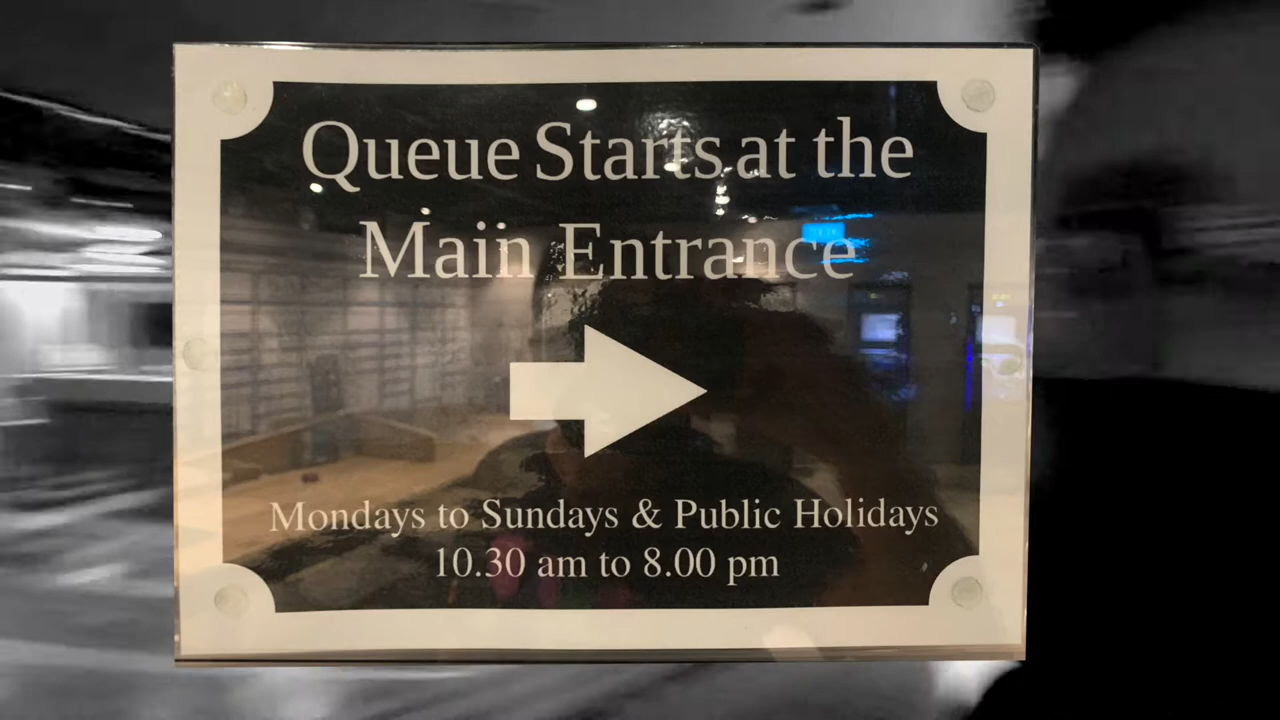 Queue Starts at the
Main Entrance
Mondays to Sundays & Public Holidays
10.30 am to 8.00 pm